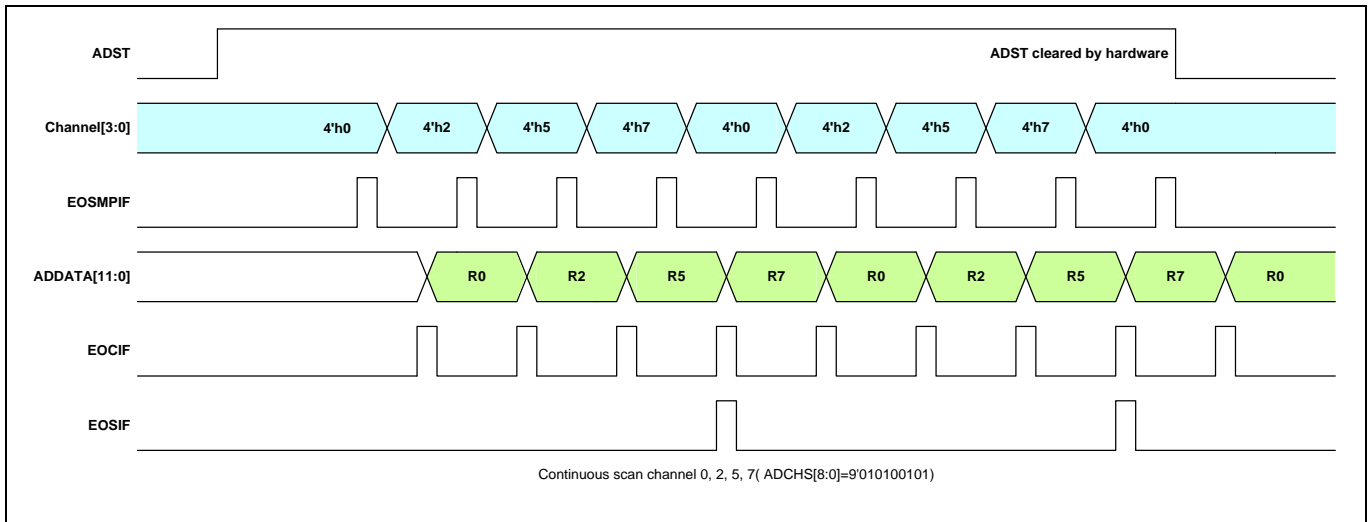 ADST
ADST cleared by hardware
Channel[3:0]
4'h0 4'h2 4'h5 4'h7 4'h0 4'h2 4'h5 4'h7 4'h0
EOSMPIF
ADDATA[11:0]
R0 R2 R5 R7 R0 R2 R5 R7 R0
EOCIF
EOSIF
Continuous scan channel 0, 2, 5, 7( ADCHS[8:0]=9'010100101)